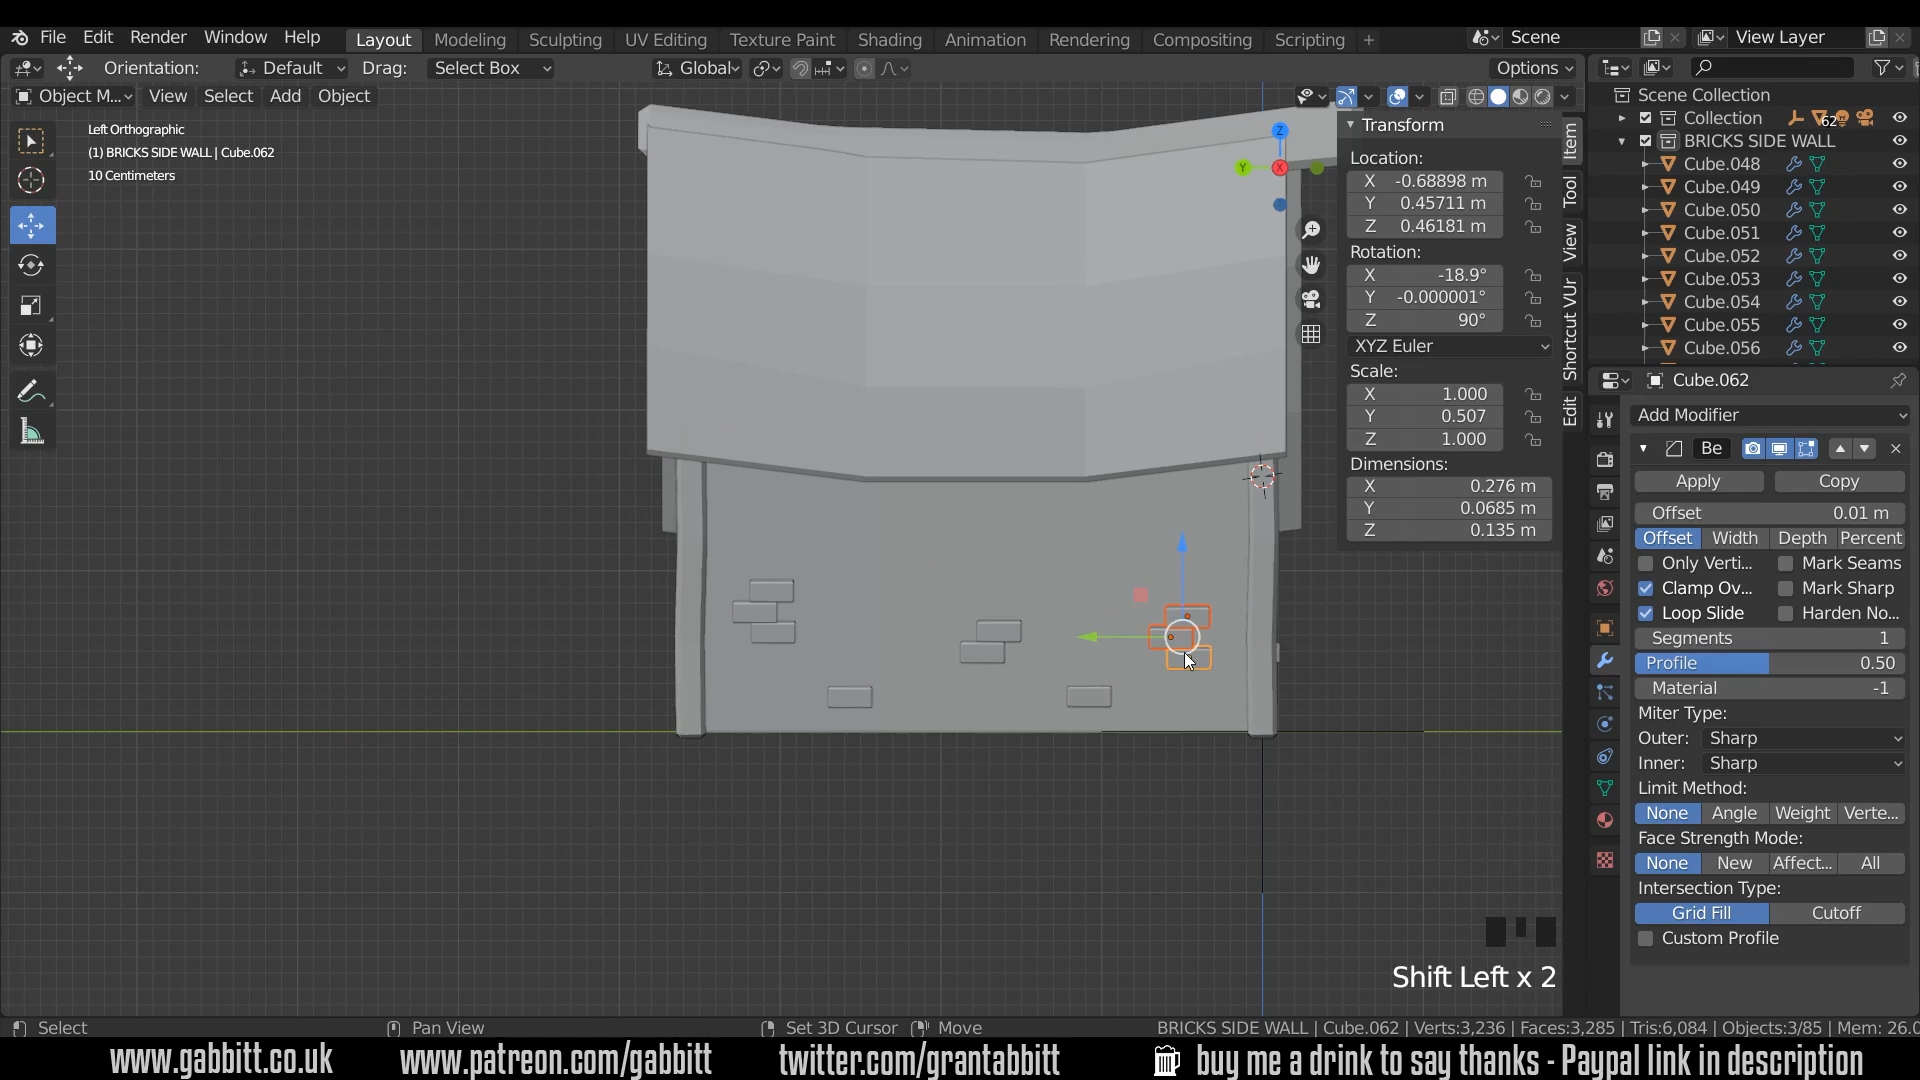 File Edit Render Window Help Layout Modeling Sculpting UV Editing Texture Paint Shading Animation Rendering Compositing Scripting + Scene View Layer
Orientation: Default Drag: Select Box Global Options
Object M... View Select Add Object
Left Orthographic
(1) BRICKS SIDE WALL | Cube.062
10 Centimeters
Z
Y
X
Transform
Location:
X -0.68898 m
Y 0.45711 m
Z 0.46181 m
Rotation:
X -18.9°
Y -0.000001°
Z 90°
XYZ Euler
Scale:
X 1.000
Y 0.507
Z 1.000
Dimensions:
X 0.276 m
Y 0.0685 m
Z 0.135 m
Item
Tool
View
Shortcut VUr
Edit
Scene Collection
Collection 62
BRICKS SIDE WALL
Cube.048
Cube.049
Cube.050
Cube.051
Cube.052
Cube.053
Cube.054
Cube.055
Cube.056
Cube.062
Add Modifier
Be
Apply Copy
Offset 0.01 m
Offset Width Depth Percent
Only Verti... Mark Seams
Clamp Ov... Mark Sharp
Loop Slide Harden No...
Segments 1
Profile 0.50
Material -1
Miter Type:
Outer: Sharp
Inner: Sharp
Limit Method:
None Angle Weight Verte...
Face Strength Mode:
None New Affect... All
Intersection Type:
Grid Fill Cutoff
Custom Profile
Shift Left x 2
Select Pan View Set 3D Cursor Move BRICKS SIDE WALL | Cube.062 | Verts:3,236 | Faces:3,285 | Tris:6,084 | Objects:3/85 | Mem: 26.0
www.gabbitt.co.uk www.patreon.com/gabbitt twitter.com/grantabbitt buy me a drink to say thanks - Paypal link in description